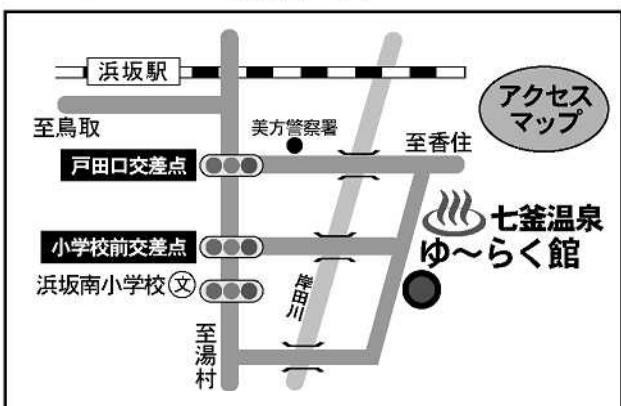 浜坂駅
アクセス
マップ
至鳥取
美方警察署
至香住
戸田口交差点
七釜温泉
ゆ～らく館
小学校前交差点
浜坂南小学校
文
岸田川
至湯村